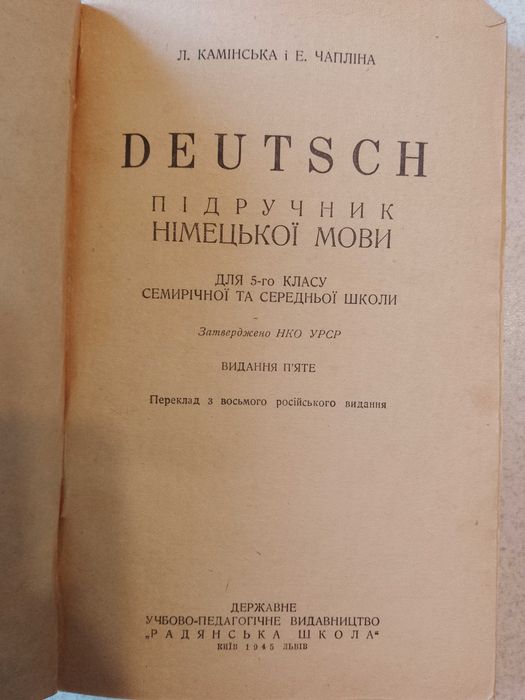 Л. КАМІНСЬКА і Е. ЧАПЛІНА
DEUTSCH
ПІДРУЧНИК
НІМЕЦЬКОЇ МОВИ
ДЛЯ 5-го КЛАСУ
СЕМИРІЧНОЇ ТА СЕРЕДНЬОЇ ШКОЛИ
Затверджено НКО УРСР
ВИДАННЯ П'ЯТЕ
Переклад з восьмого російського видання
ДЕРЖАВНЕ
УЧБОВО-ПЕДАГОГІЧНЕ ВИДАВНИЦТВО
„РАДЯНСЬКА ШКОЛА"
КИЇВ 1945 ЛЬВІВ